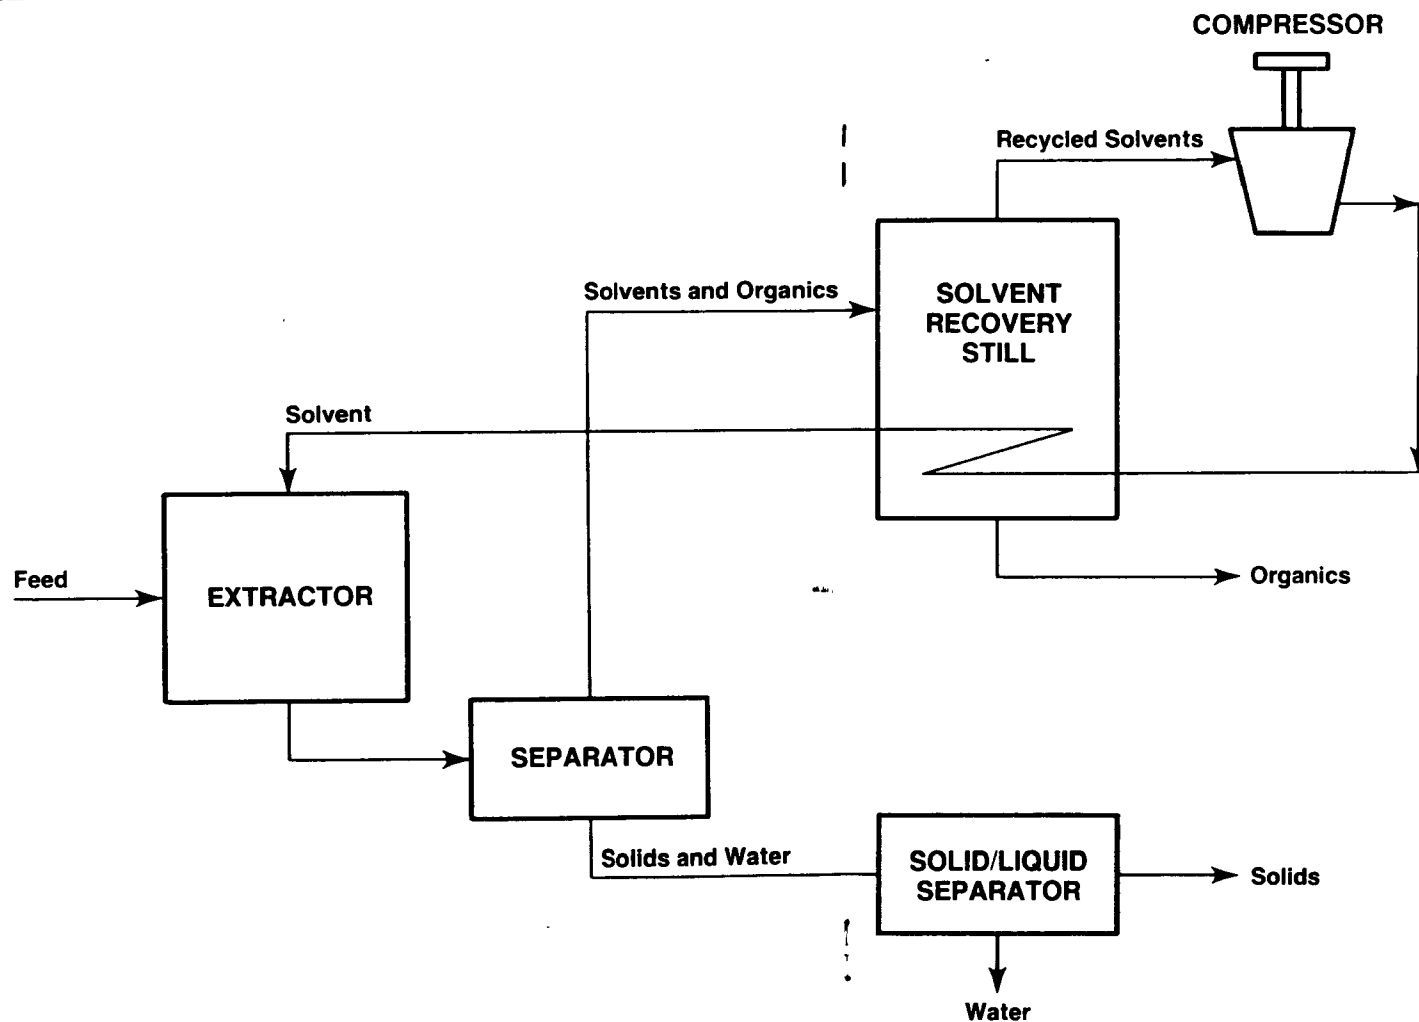 COMPRESSOR
Recycled Solvents
Solvents and Organics
SOLVENT
RECOVERY
STILL
Solvent
Feed
EXTRACTOR
Organics
SEPARATOR
Solids and Water
SOLID/LIQUID
SEPARATOR
Solids
Water